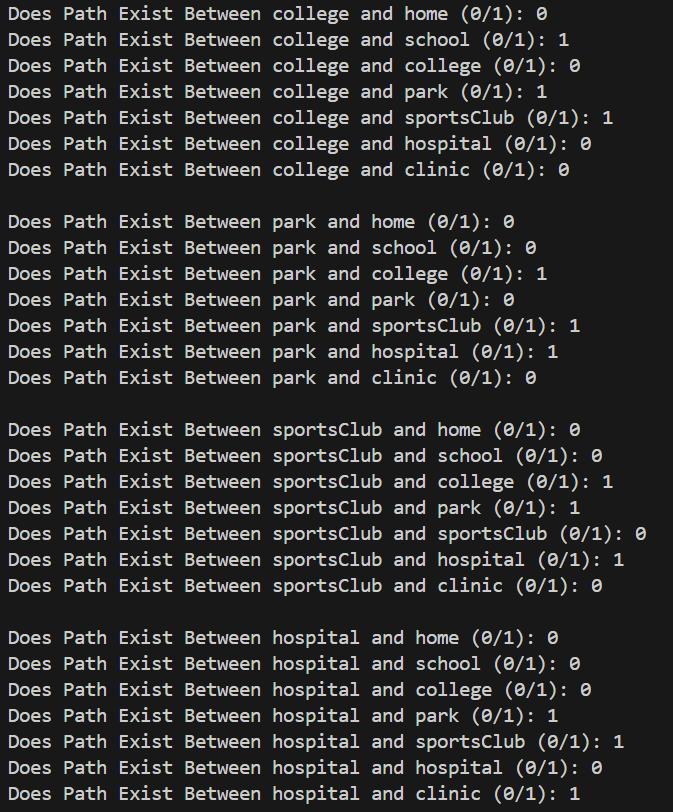 Does Path Exist Between college and home (0/1): 0
Does Path Exist Between college and school (0/1): 1
Does Path Exist Between college and college (0/1): 0
Does Path Exist Between college and park (0/1): 1
Does Path Exist Between college and sportsClub (0/1): 1
Does Path Exist Between college and hospital (0/1): 0
Does Path Exist Between college and clinic (0/1): 0

Does Path Exist Between park and home (0/1): 0
Does Path Exist Between park and school (0/1): 0
Does Path Exist Between park and college (0/1): 1
Does Path Exist Between park and park (0/1): 0
Does Path Exist Between park and sportsClub (0/1): 1
Does Path Exist Between park and hospital (0/1): 1
Does Path Exist Between park and clinic (0/1): 0

Does Path Exist Between sportsClub and home (0/1): 0
Does Path Exist Between sportsClub and school (0/1): 0
Does Path Exist Between sportsClub and college (0/1): 1
Does Path Exist Between sportsClub and park (0/1): 1
Does Path Exist Between sportsClub and sportsClub (0/1): 0
Does Path Exist Between sportsClub and hospital (0/1): 1
Does Path Exist Between sportsClub and clinic (0/1): 0

Does Path Exist Between hospital and home (0/1): 0
Does Path Exist Between hospital and school (0/1): 0
Does Path Exist Between hospital and college (0/1): 0
Does Path Exist Between hospital and park (0/1): 1
Does Path Exist Between hospital and sportsClub (0/1): 1
Does Path Exist Between hospital and hospital (0/1): 0
Does Path Exist Between hospital and clinic (0/1): 1